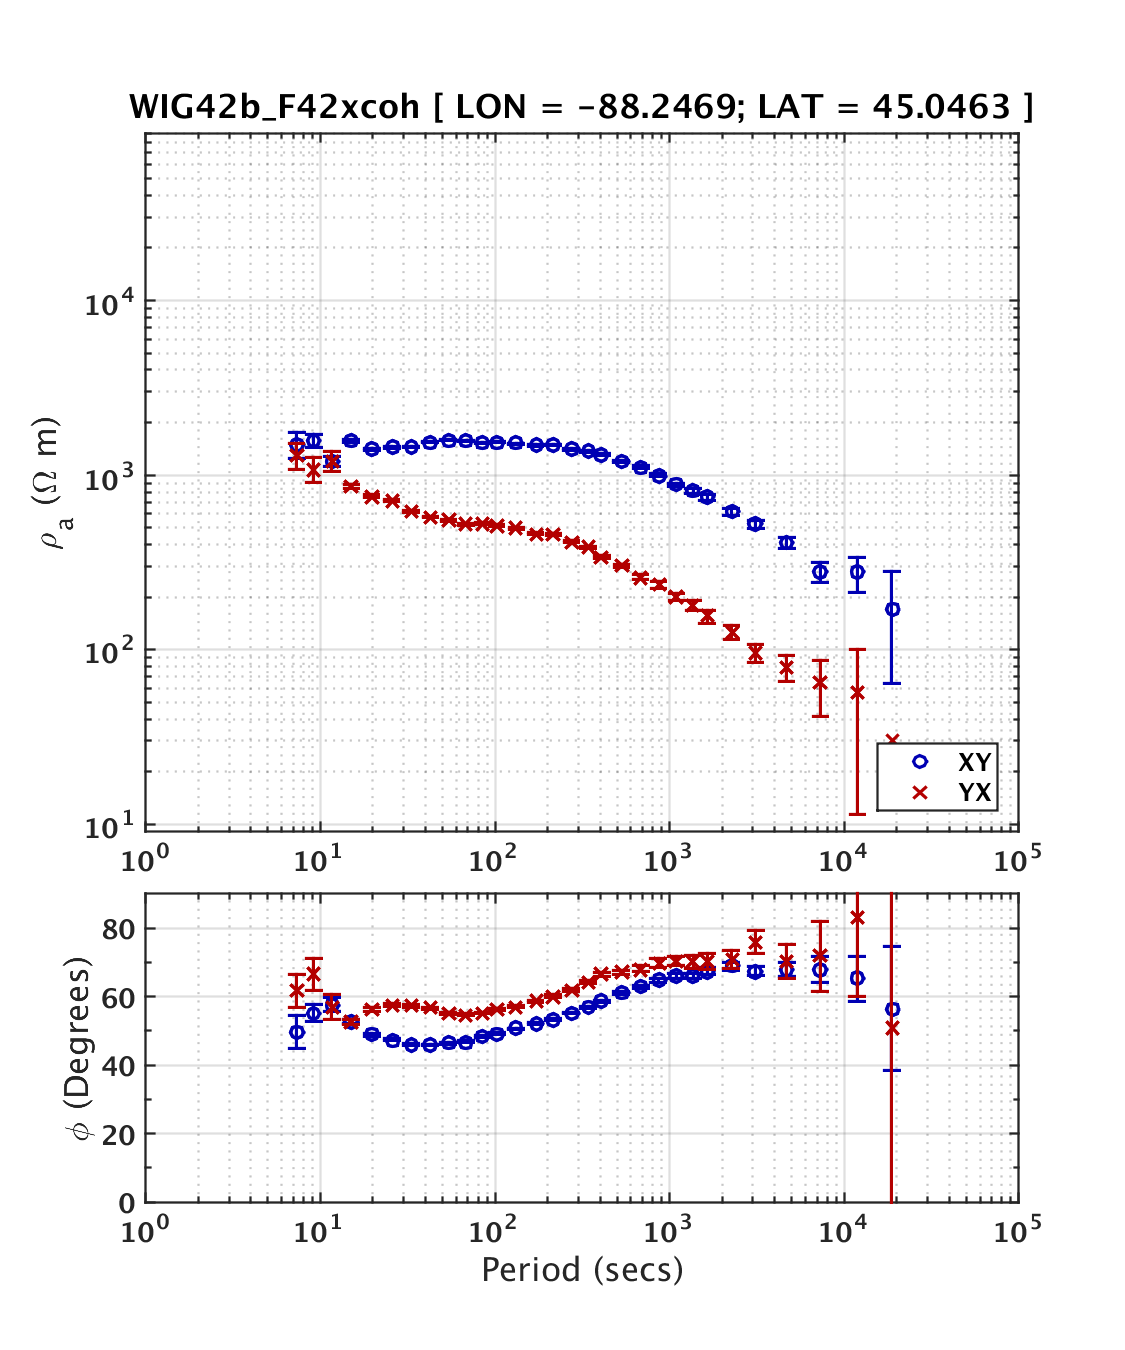 WIG42b_F42xcoh [ LON = -88.2469; LAT = 45.0463 ]
ρa (Ω m)
10^4
10^3
10^2
10^1
XY
YX
10^0 10^1 10^2 10^3 10^4 10^5
ϕ (Degrees)
80
60
40
20
0
10^0 10^1 10^2 10^3 10^4 10^5
Period (secs)